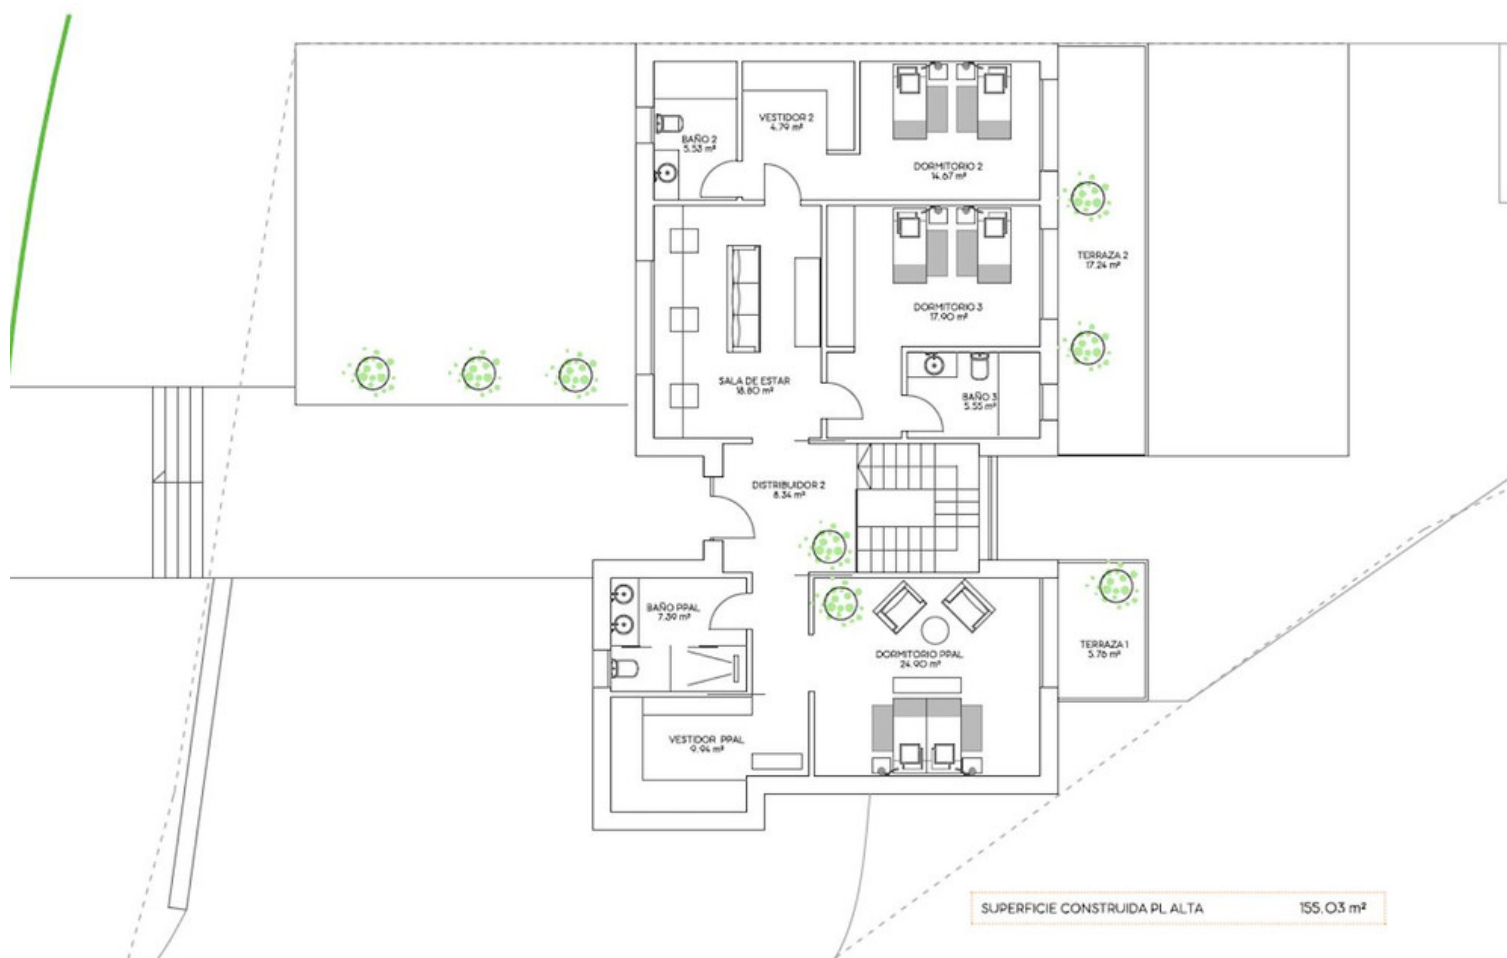 VESTIDOR 2
4.79 m²
BAÑO 2
5.53 m²
DORMITORIO 2
14.67 m²
TERRAZA 2
17.24 m²
DORMITORIO 3
17.90 m²
SALA DE ESTAR
18.80 m²
BAÑO 3
5.55 m²
DISTRIBUIDOR 2
8.34 m²
BAÑO PPAL
7.39 m²
DORMITORIO PPAL
24.90 m²
TERRAZA 1
5.76 m²
VESTIDOR PPAL
9.94 m²
SUPERFICIE CONSTRUIDA PL ALTA 155.03 m²